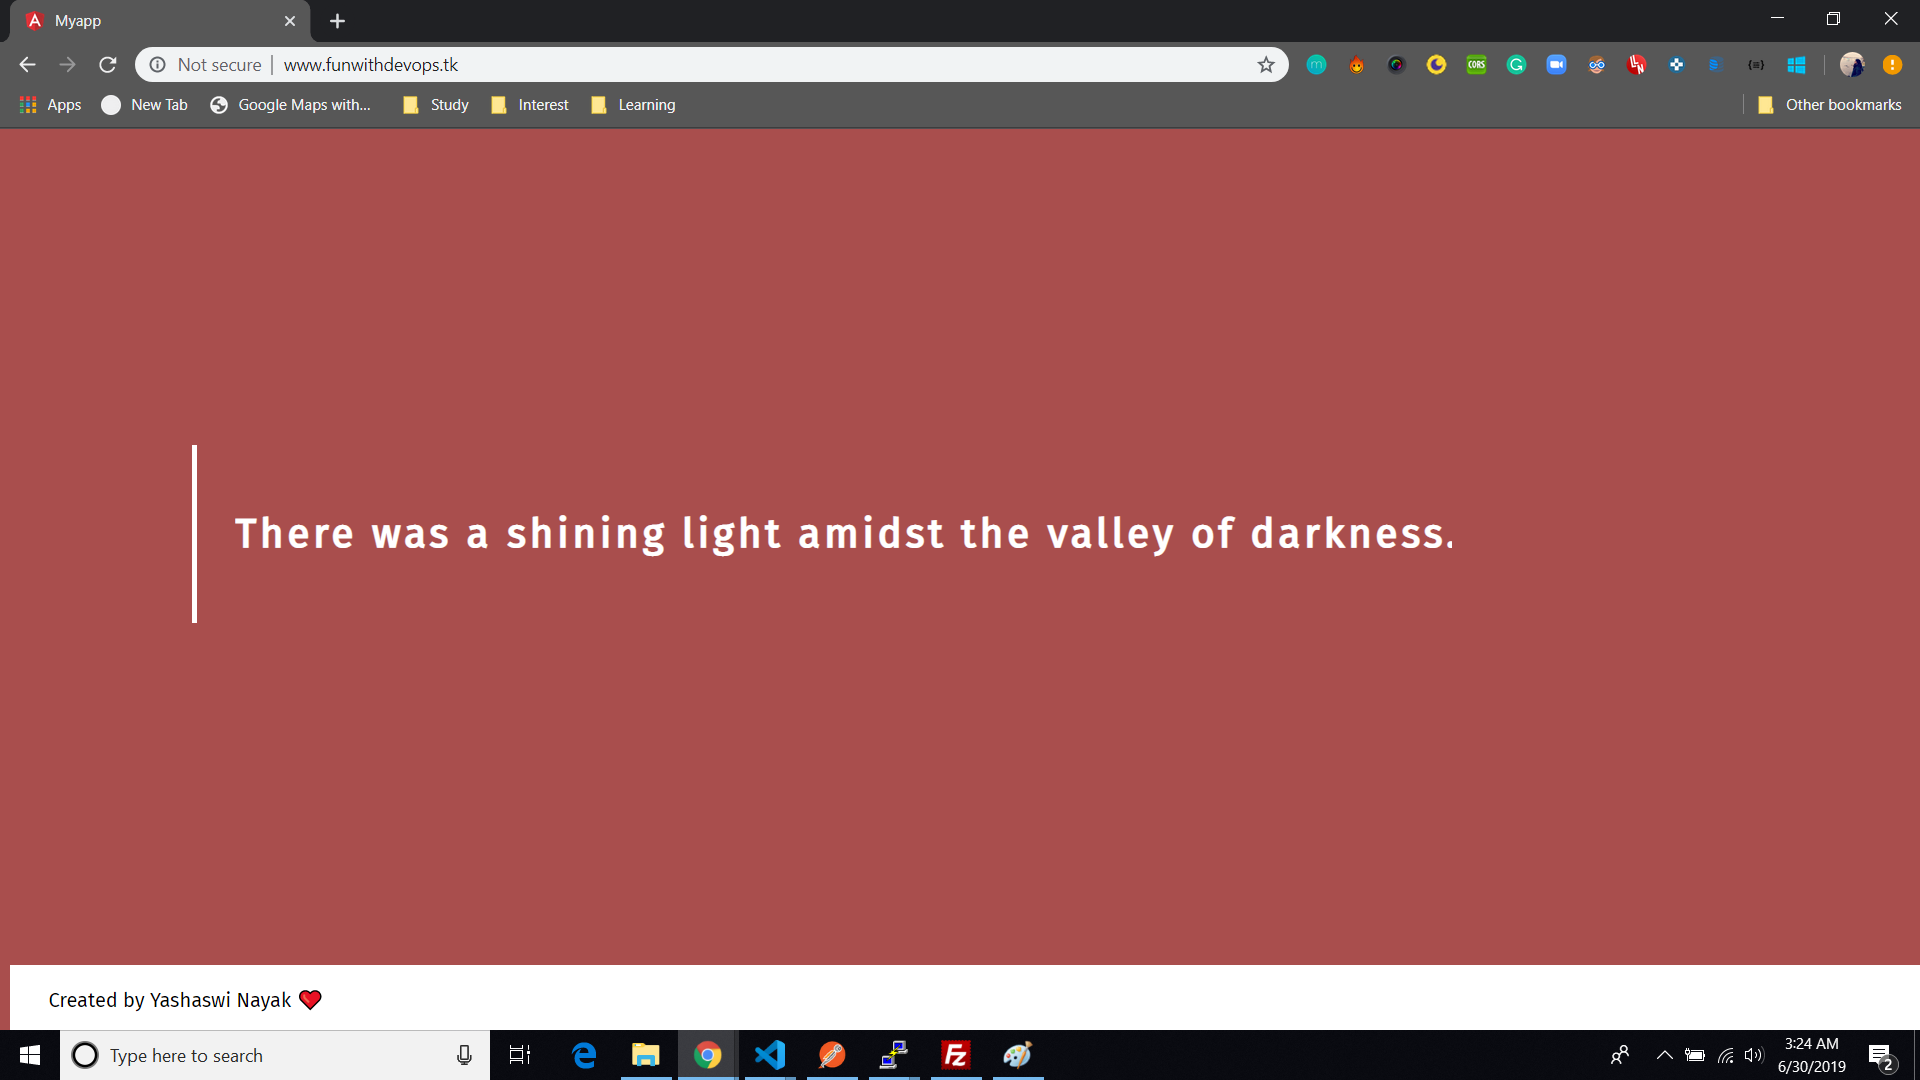 Myapp
Not secure | www.funwithdevops.tk
CORS
Apps New Tab Google Maps with... Study Interest Learning Other bookmarks
There was a shining light amidst the valley of darkness.
Created by Yashaswi Nayak ❤
Type here to search
3:24 AM
6/30/2019
2